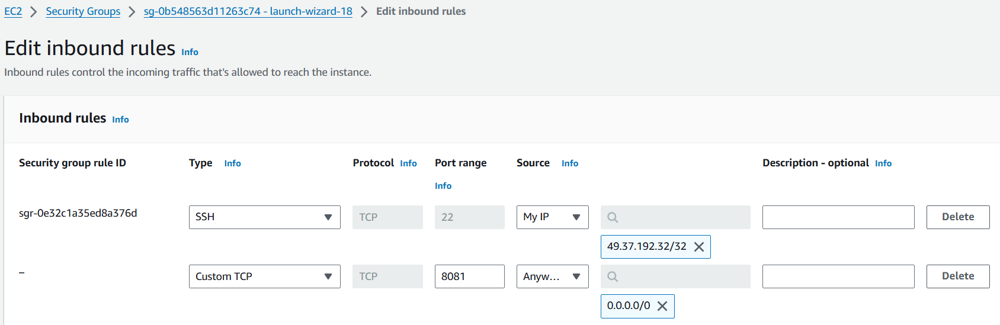 EC2 > Security Groups > sg-0b548563d11263c74 - launch-wizard-18 > Edit inbound rules
Edit inbound rules Info
Inbound rules control the incoming traffic that's allowed to reach the instance.
Inbound rules Info
Security group rule ID Type Info Protocol Info Port range Source Info Description - optional Info
Info
sgr-0e32c1a35ed8a376d SSH TCP 22 My IP Delete
49.37.192.32/32
– Custom TCP TCP 8081 Anyw... Delete
0.0.0.0/0